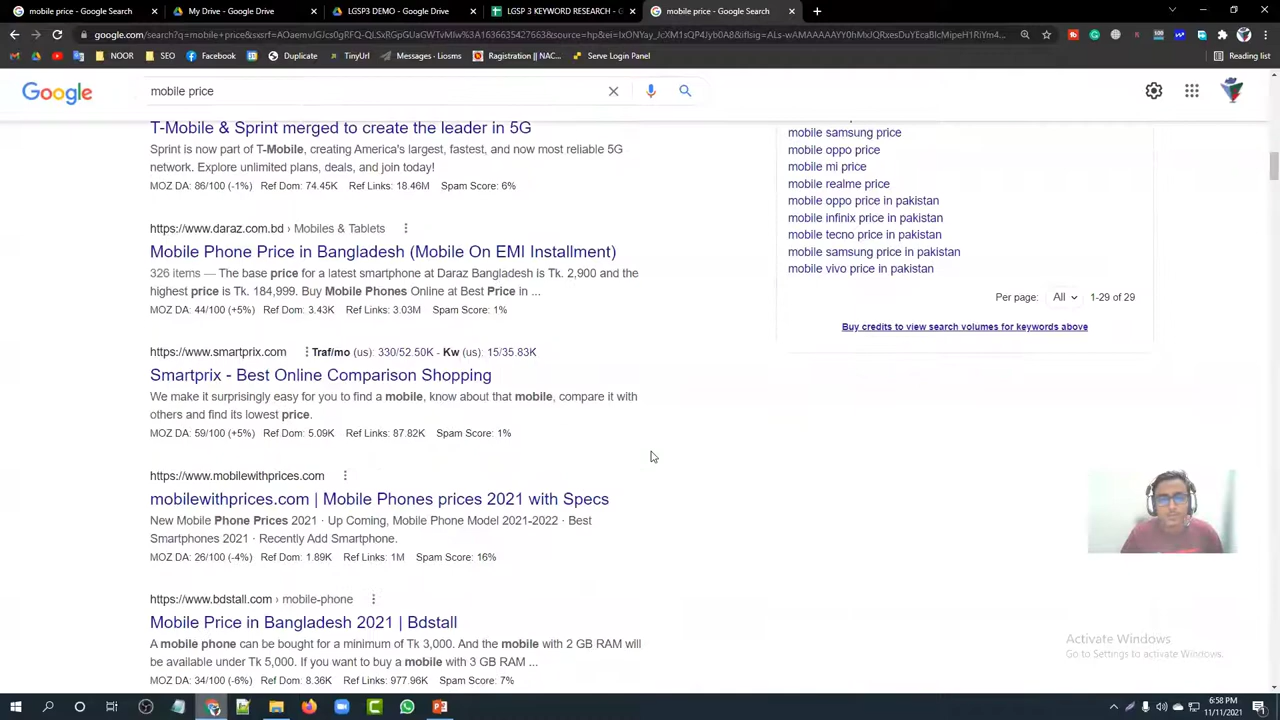 mobile price - Google Search
My Drive - Google Drive
LGSP3 DEMO - Google Drive
LGSP 3 KEYWORD RESEARCH - G
mobile price - Google Search
Apps
NOOR
SEO
Facebook
TinyURL
Messages - Liosms
Registration || NAC...
Serve Login Panel
Reading list
Google
mobile price
T-Mobile & Sprint merged to create the leader in 5G
Sprint is now part of T-Mobile, creating America's largest, fastest, and now most reliable 5G
network. Explore unlimited plans, deals, and join today!
MOZ DA: 86/100 (-1%) Ref Dom: 74.45K Ref Links: 18.46M Spam Score: 6%
https://www.daraz.com.bd › Mobiles & Tablets
Mobile Phone Price in Bangladesh (Mobile On EMI Installment)
326 items — The base price for a latest smartphone at Daraz Bangladesh is Tk. 2,900 and the
highest price is Tk. 184,999. Buy Mobile Phones Online at Best Price in ...
MOZ DA: 44/100 (+5%) Ref Dom: 3.43K Ref Links: 3.03M Spam Score: 1%
https://www.smartprix.com Traf/mo (us): 330/52.50K - Kw (us): 15/35.83K
Smartprix - Best Online Comparison Shopping
We make it surprisingly easy for you to find a mobile, know about that mobile, compare it with
others and find its lowest price.
MOZ DA: 59/100 (+5%) Ref Dom: 5.09K Ref Links: 87.82K Spam Score: 1%
https://www.mobilewithprices.com
mobilewithprices.com | Mobile Phones prices 2021 with Specs
New Mobile Phone Prices 2021 · Up Coming, Mobile Phone Model 2021-2022 · Best
Smartphones 2021 · Recently Add Smartphone.
MOZ DA: 26/100 (-4%) Ref Dom: 1.89K Ref Links: 1M Spam Score: 16%
https://www.bdstall.com › mobile-phone
Mobile Price in Bangladesh 2021 | Bdstall
A mobile phone can be bought for a minimum of Tk 3,000. And the mobile with 2 GB RAM will
be available under Tk 5,000. If you want to buy a mobile with 3 GB RAM ...
MOZ DA: 34/100 (-6%) Ref Dom: 8.36K Ref Links: 977.96K Spam Score: 7%
mobile samsung price
mobile oppo price
mobile mi price
mobile realme price
mobile oppo price in pakistan
mobile infinix price in pakistan
mobile tecno price in pakistan
mobile samsung price in pakistan
mobile vivo price in pakistan
Per page: All 1-29 of 29
Buy credits to view search volumes for keywords above
Activate Windows
Go to Settings to activate Windows.
6:58 PM
11/11/2021